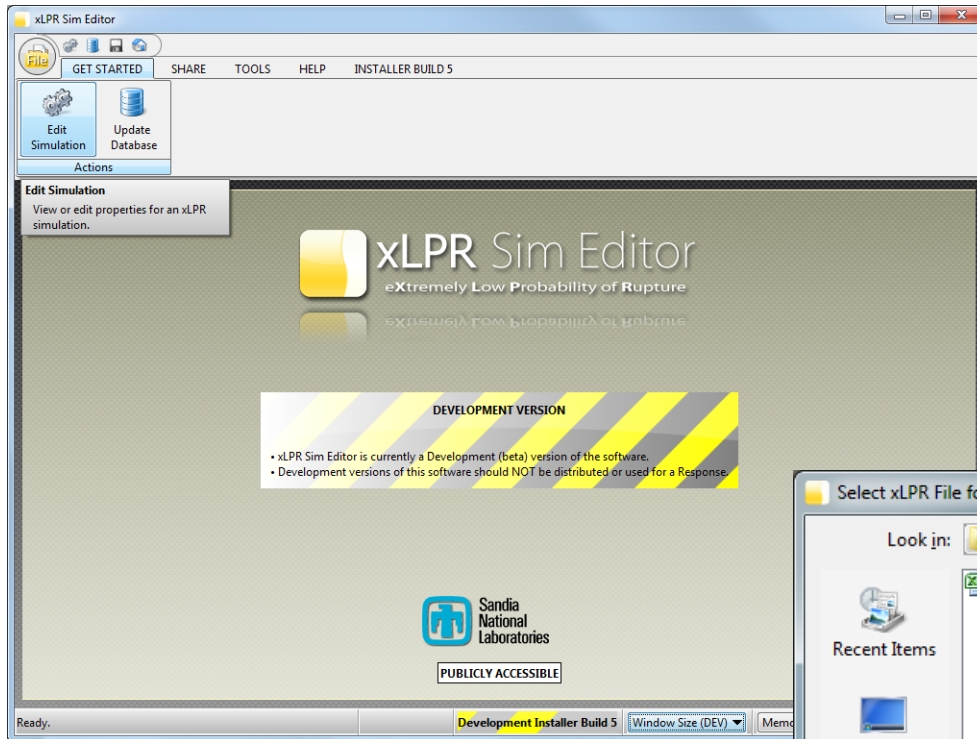 xLPR Sim Editor
File
GET STARTED SHARE TOOLS HELP INSTALLER BUILD 5
Edit
Simulation
Update
Database
Actions
Edit Simulation
View or edit properties for an xLPR
simulation.
xLPR Sim Editor
eXtremely Low Probability of Rupture
DEVELOPMENT VERSION
• xLPR Sim Editor is currently a Development (beta) version of the software.
• Development versions of this software should NOT be distributed or used for a Response.
Sandia
National
Laboratories
PUBLICLY ACCESSIBLE
Ready.
Development Installer Build 5
Window Size (DEV)
Select xLPR File
Look in:
Recent Items